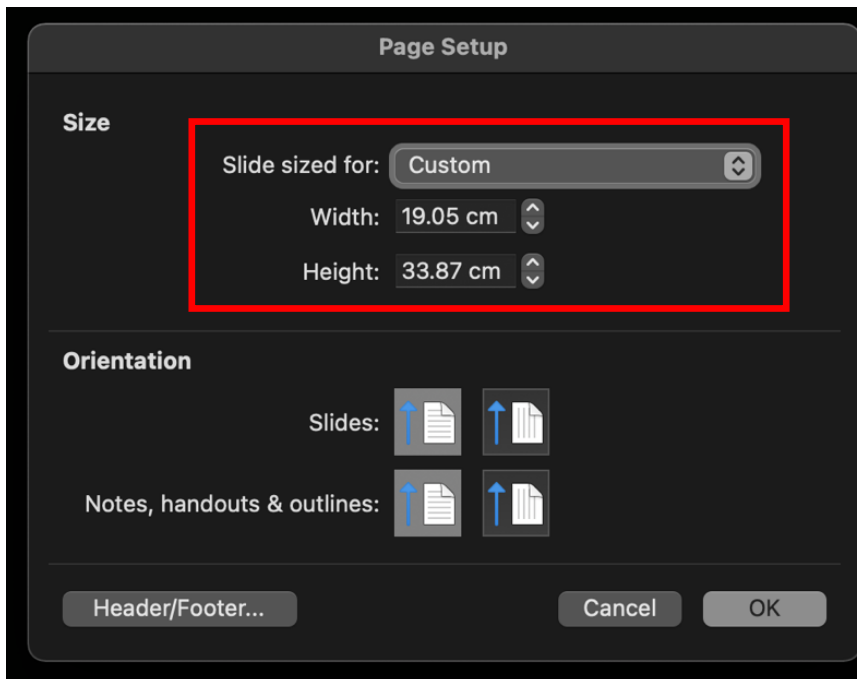 Page Setup
Size
Slide sized for: Custom
Width: 19.05 cm
Height: 33.87 cm
Orientation
Slides:
Notes, handouts & outlines:
Header/Footer... Cancel OK